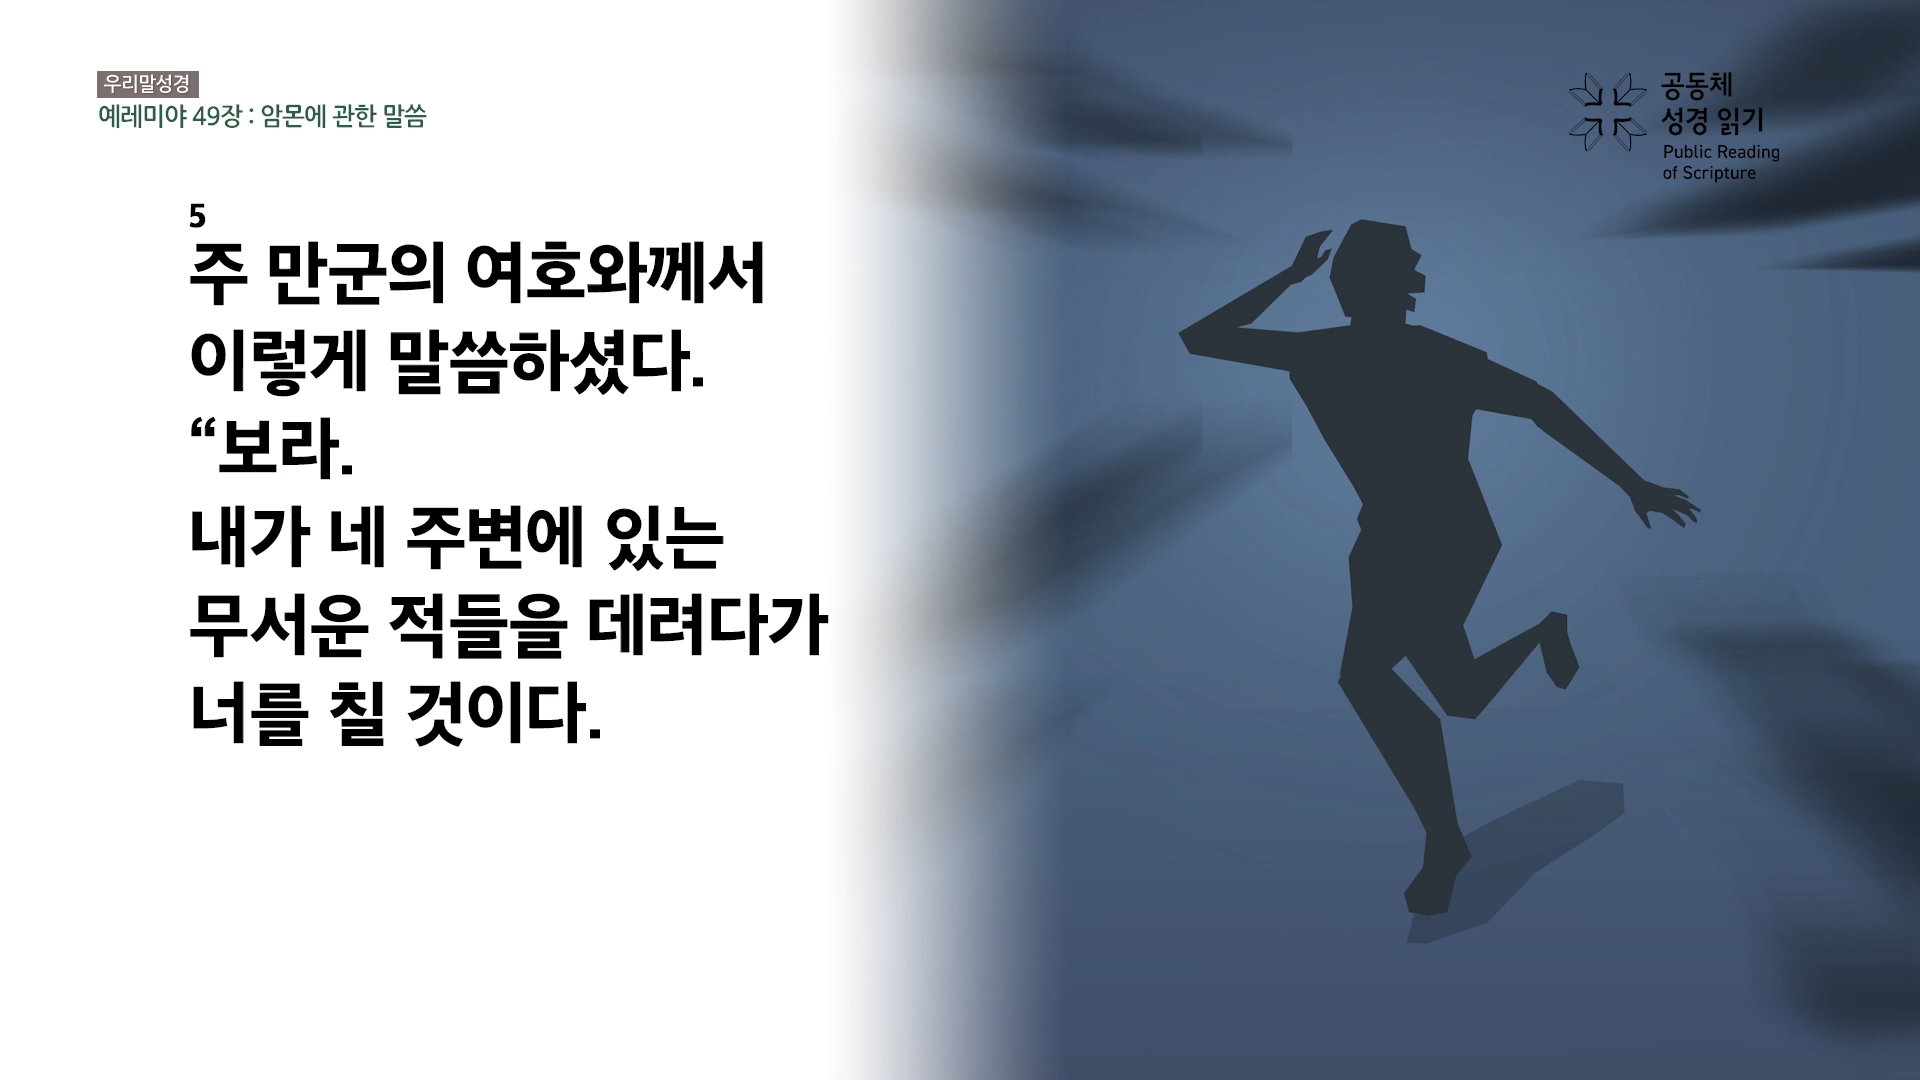 우리말성경
예레미야 49장 : 암몬에 관한 말씀
공동체
성경 읽기
Public Reading
of Scripture
5
주 만군의 여호와께서
이렇게 말씀하셨다.
“보라.
내가 네 주변에 있는
무서운 적들을 데려다가
너를 칠 것이다.